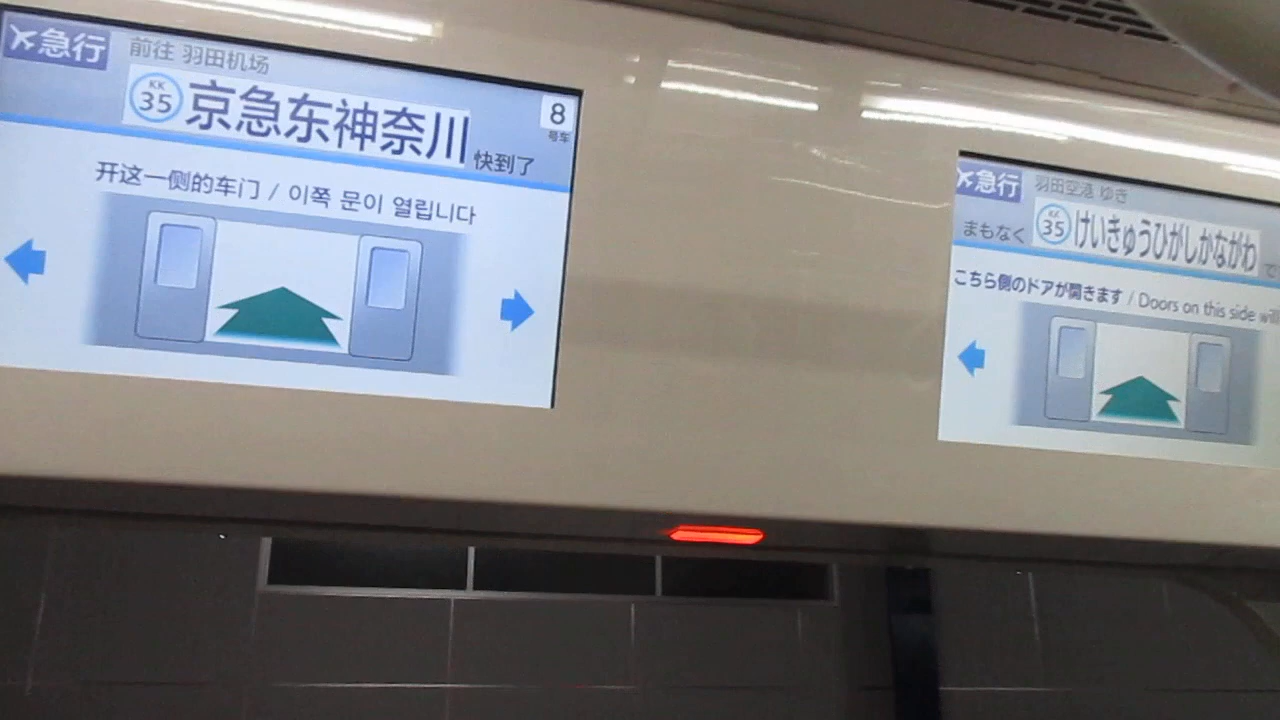 急行
前往 羽田机场
KK
35
京急东神奈川
快到了
8
号车
开这一侧的车门 / 이쪽 문이 열립니다
急行
羽田空港 ゆき
まもなく
KK
35
けいきゅうひがしかながわ
こちら側のドアが開きます / Doors on this side will